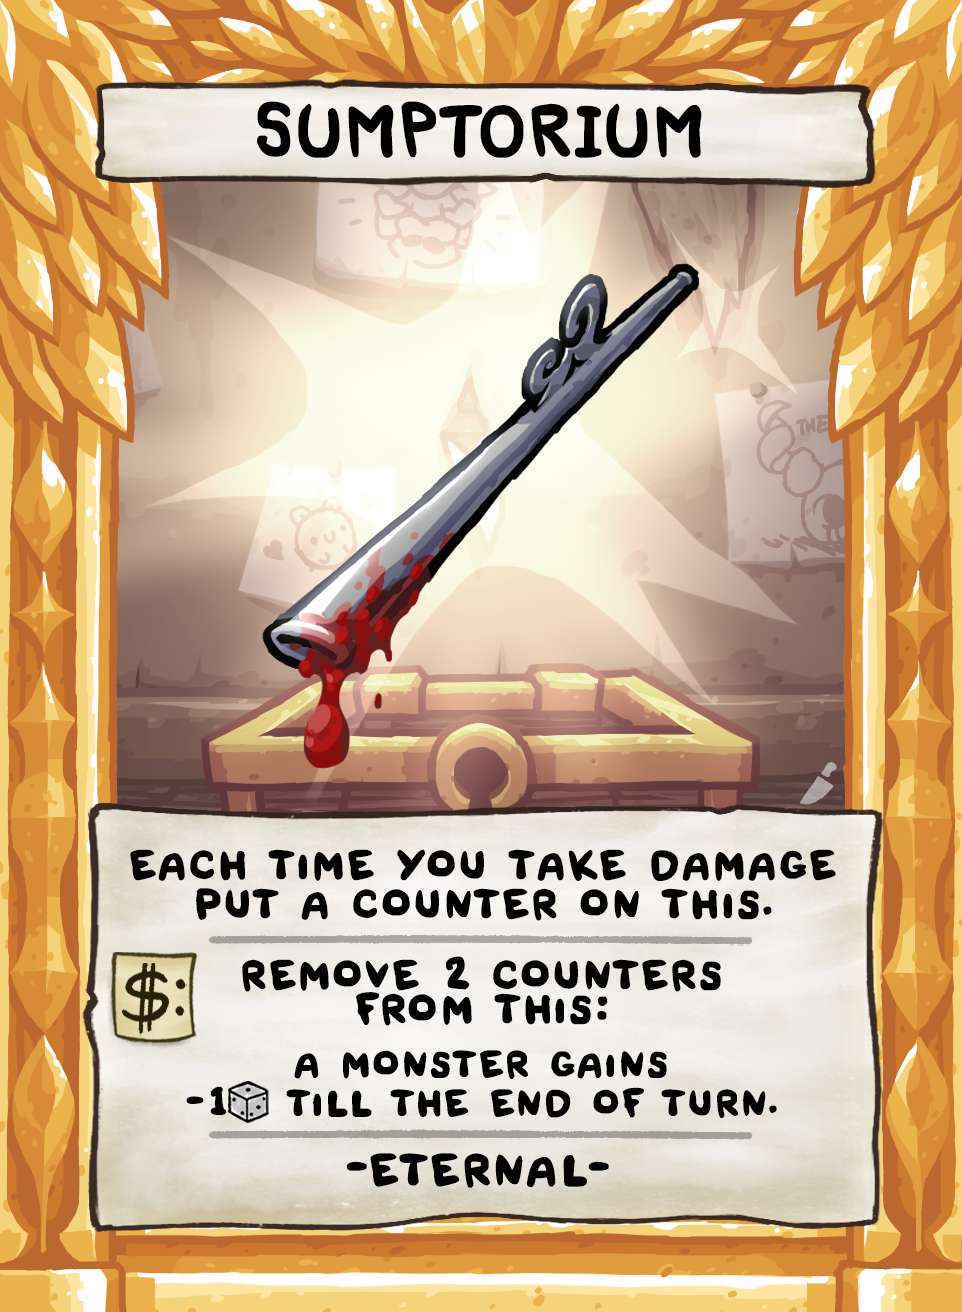 SUMPTORIUM
THE
EACH TIME YOU TAKE DAMAGE
PUT A COUNTER ON THIS.
$:
REMOVE 2 COUNTERS
FROM THIS:
A MONSTER GAINS
-1 TILL THE END OF TURN.
-ETERNAL-